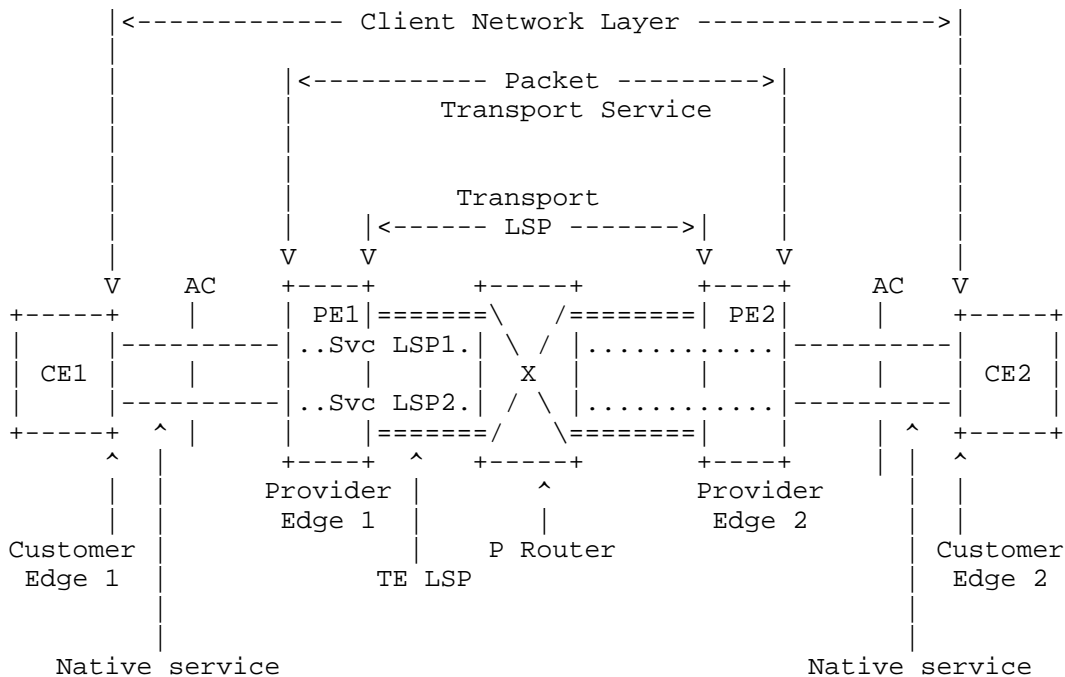 |<--------------- Client Network Layer --------------->|
|<----------- Packet --------->|
Transport Service
Transport
|<------ LSP ------->|
V V V V
V AC +----+ +-----+ +----+ AC V
+-----+ | | PE1|=======\ /========| PE2| | +-----+
| |----------|..Svc LSP1.| \ / |............|----------| |
| CE1 | | | | | X | | | | | CE2 |
| |----------|..Svc LSP2.| / \ |............|----------| |
+-----+ ^ | | |=======/ \========| | | ^ +-----+
^ | +----+ ^ +-----+ +----+ | | ^
| | Provider | ^ Provider | |
| | Edge 1 | | Edge 2 | |
Customer | | P Router | Customer
Edge 1 | TE LSP | Edge 2
Native service Native service